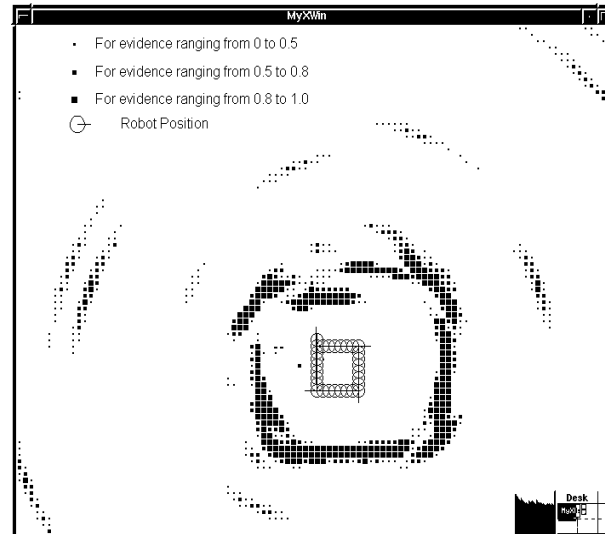 MyXWin
For evidence ranging from 0 to 0.5
For evidence ranging from 0.5 to 0.8
For evidence ranging from 0.8 to 1.0
Robot Position
Desk
MyX